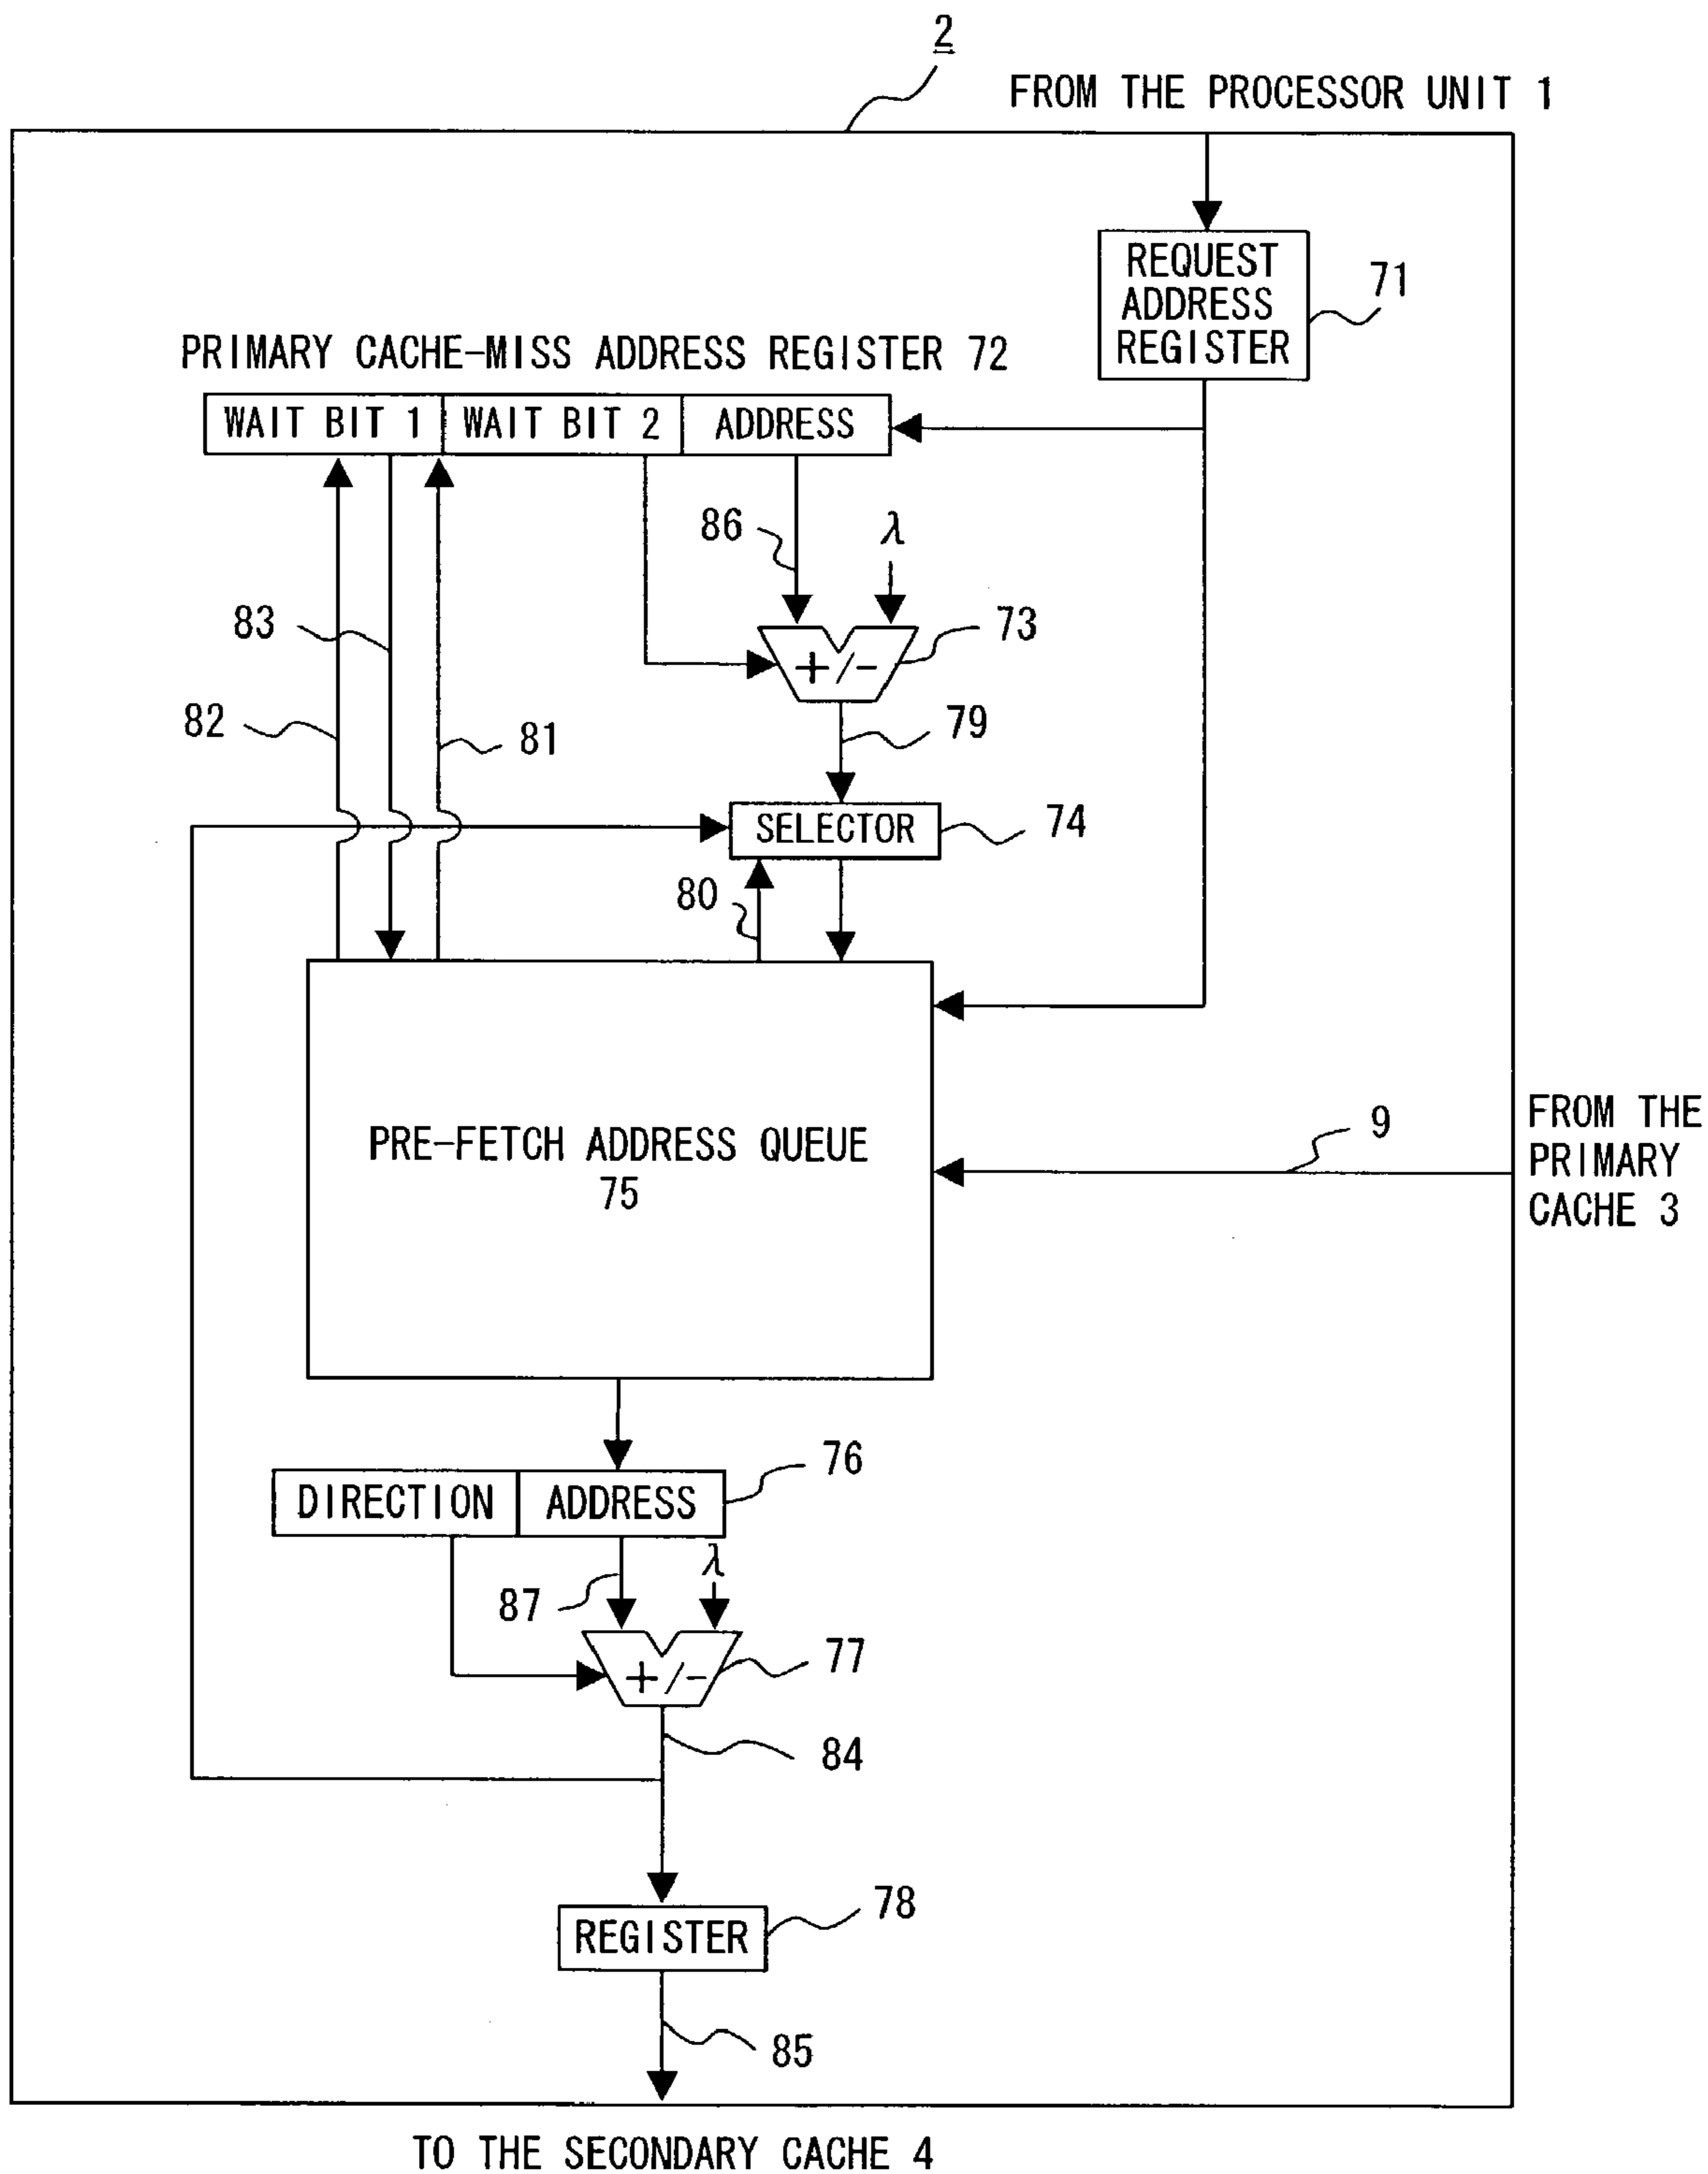 2
FROM THE PROCESSOR UNIT 1
REQUEST
ADDRESS
REGISTER
71
PRIMARY CACHE-MISS ADDRESS REGISTER 72
WAIT BIT 1
WAIT BIT 2
ADDRESS
86
λ
83
+/-
73
82
81
79
SELECTOR
74
80
PRE-FETCH ADDRESS QUEUE
75
9
FROM THE
PRIMARY
CACHE 3
DIRECTION
ADDRESS
76
87
λ
+/-
77
84
REGISTER
78
85
TO THE SECONDARY CACHE 4